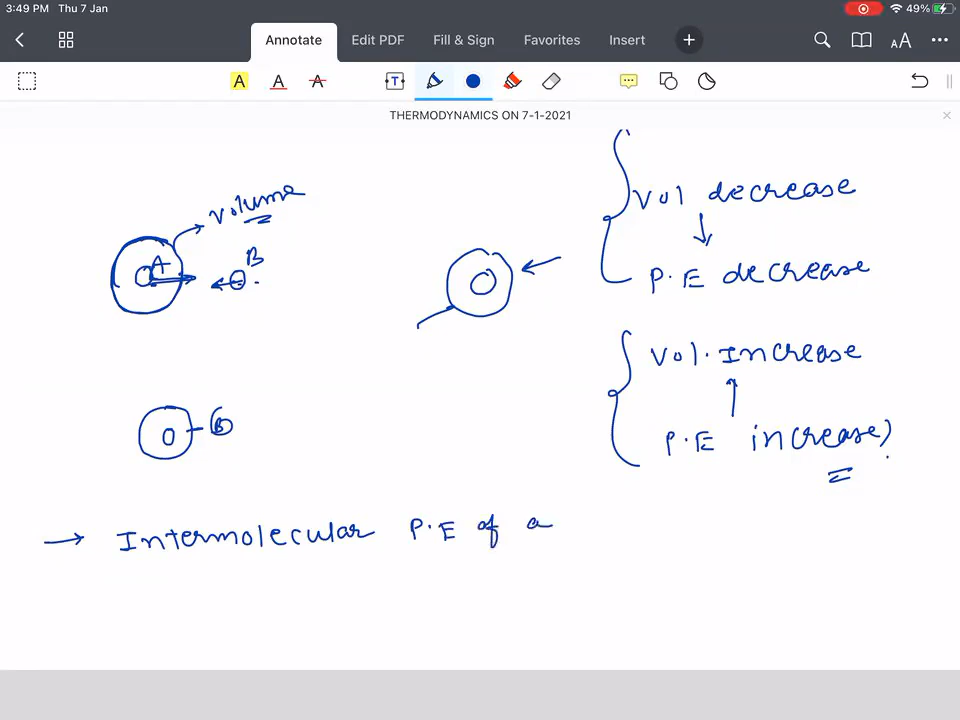 3:49 PM Thu 7 Jan
49%
Annotate Edit PDF Fill & Sign Favorites Insert
THERMODYNAMICS ON 7-1-2021
Volume
A
B
Vol decrease
P.E decrease
Vol. Increase
P.E increase
B
→ Intermolecular P.E of a